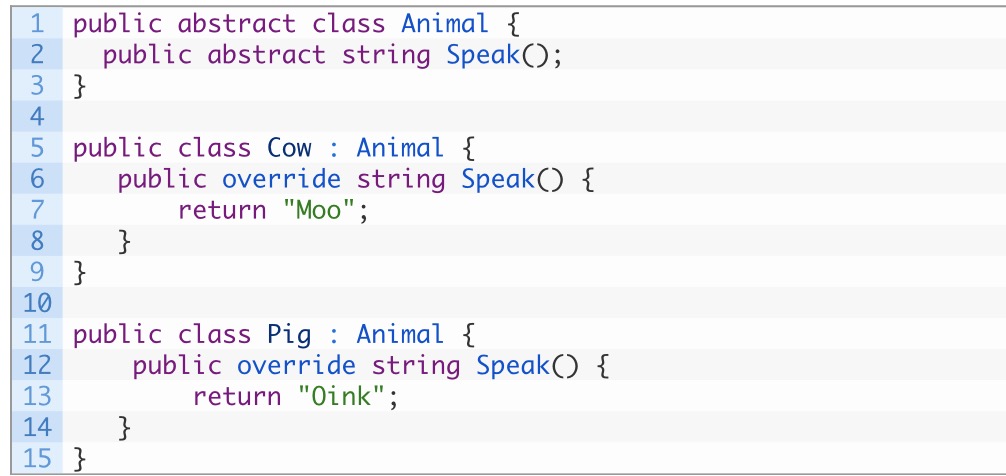 1 public abstract class Animal {
2   public abstract string Speak();
3 }
4
5 public class Cow : Animal {
6    public override string Speak() {
7        return "Moo";
8    }
9 }
10
11 public class Pig : Animal {
12     public override string Speak() {
13         return "Oink";
14    }
15 }